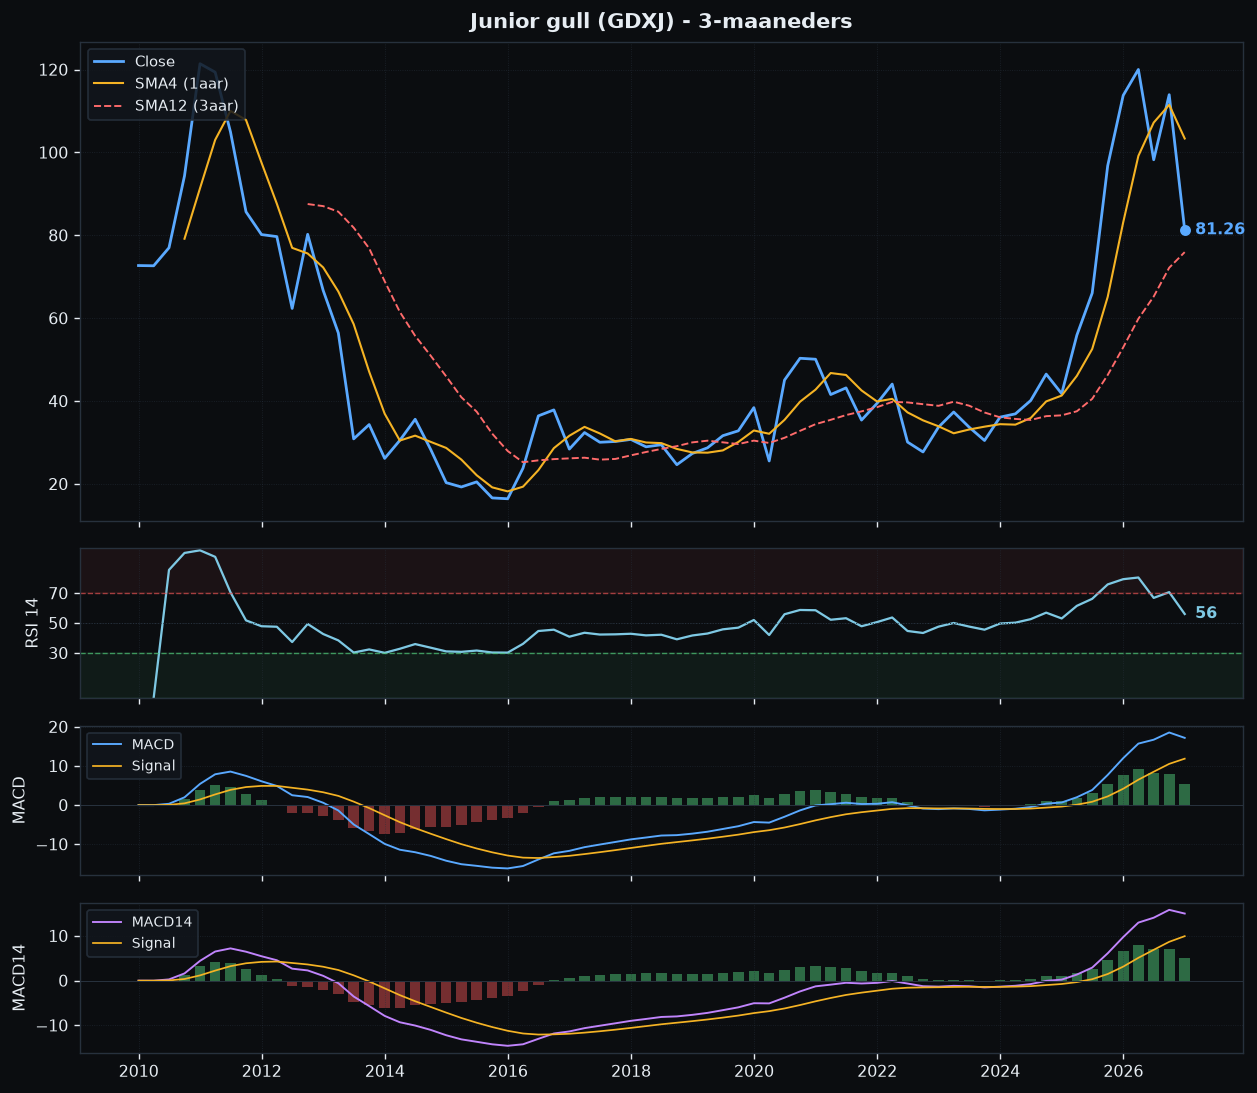 Junior gull (GDXJ) - 3-maaneders
Close
SMA4 (1aar)
SMA12 (3aar)
120
100
80
60
40
20
81.26
RSI 14
70
50
30
56
MACD
20
10
0
−10
MACD
Signal
MACD14
10
0
−10
MACD14
Signal
2010 2012 2014 2016 2018 2020 2022 2024 2026